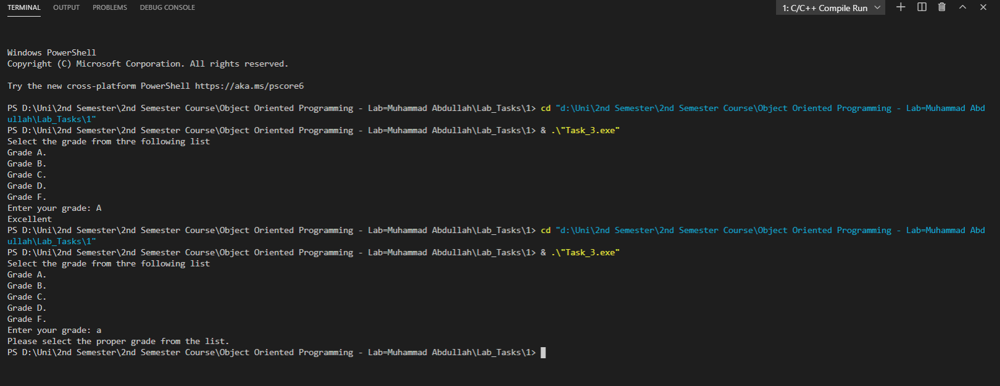 TERMINAL OUTPUT PROBLEMS DEBUG CONSOLE 1: C/C++ Compile Run
Windows PowerShell
Copyright (C) Microsoft Corporation. All rights reserved.
Try the new cross-platform PowerShell https://aka.ms/pscore6
PS D:\Uni\2nd Semester\2nd Semester Course\Object Oriented Programming - Lab=Muhammad Abdullah\Lab_Tasks\1> cd "d:\Uni\2nd Semester\2nd Semester Course\Object Oriented Programming - Lab=Muhammad Abd
ullah\Lab_Tasks\1"
PS D:\Uni\2nd Semester\2nd Semester Course\Object Oriented Programming - Lab=Muhammad Abdullah\Lab_Tasks\1> & .\"Task_3.exe"
Select the grade from thre following list
Grade A.
Grade B.
Grade C.
Grade D.
Grade F.
Enter your grade: A
Excellent
PS D:\Uni\2nd Semester\2nd Semester Course\Object Oriented Programming - Lab=Muhammad Abdullah\Lab_Tasks\1> cd "d:\Uni\2nd Semester\2nd Semester Course\Object Oriented Programming - Lab=Muhammad Abd
ullah\Lab_Tasks\1"
PS D:\Uni\2nd Semester\2nd Semester Course\Object Oriented Programming - Lab=Muhammad Abdullah\Lab_Tasks\1> & .\"Task_3.exe"
Select the grade from thre following list
Grade A.
Grade B.
Grade C.
Grade D.
Grade F.
Enter your grade: a
Please select the proper grade from the list.
PS D:\Uni\2nd Semester\2nd Semester Course\Object Oriented Programming - Lab=Muhammad Abdullah\Lab_Tasks\1>